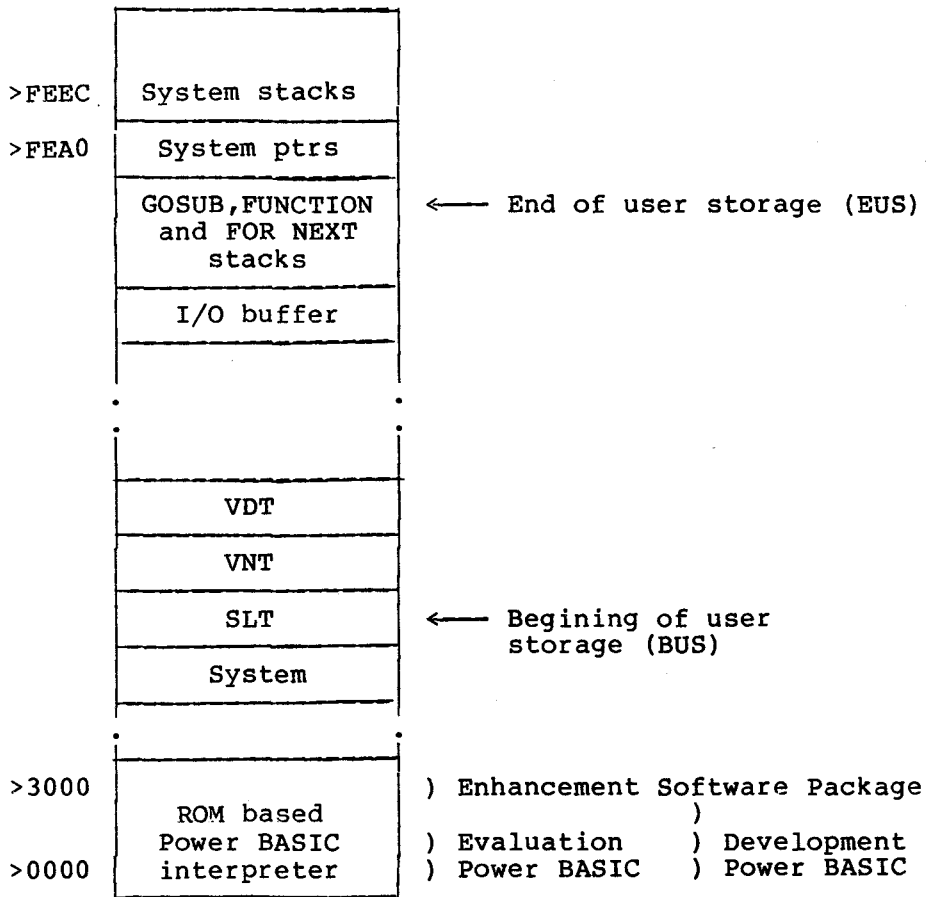 >FEEC System stacks
>FEA0 System ptrs
GOSUB,FUNCTION <— End of user storage (EUS)
and FOR NEXT
stacks
I/O buffer
VDT
VNT
SLT <— Begining of user
storage (BUS)
System
>3000 ) Enhancement Software Package
ROM based )
Power BASIC ) Evaluation ) Development
>0000 interpreter ) Power BASIC ) Power BASIC